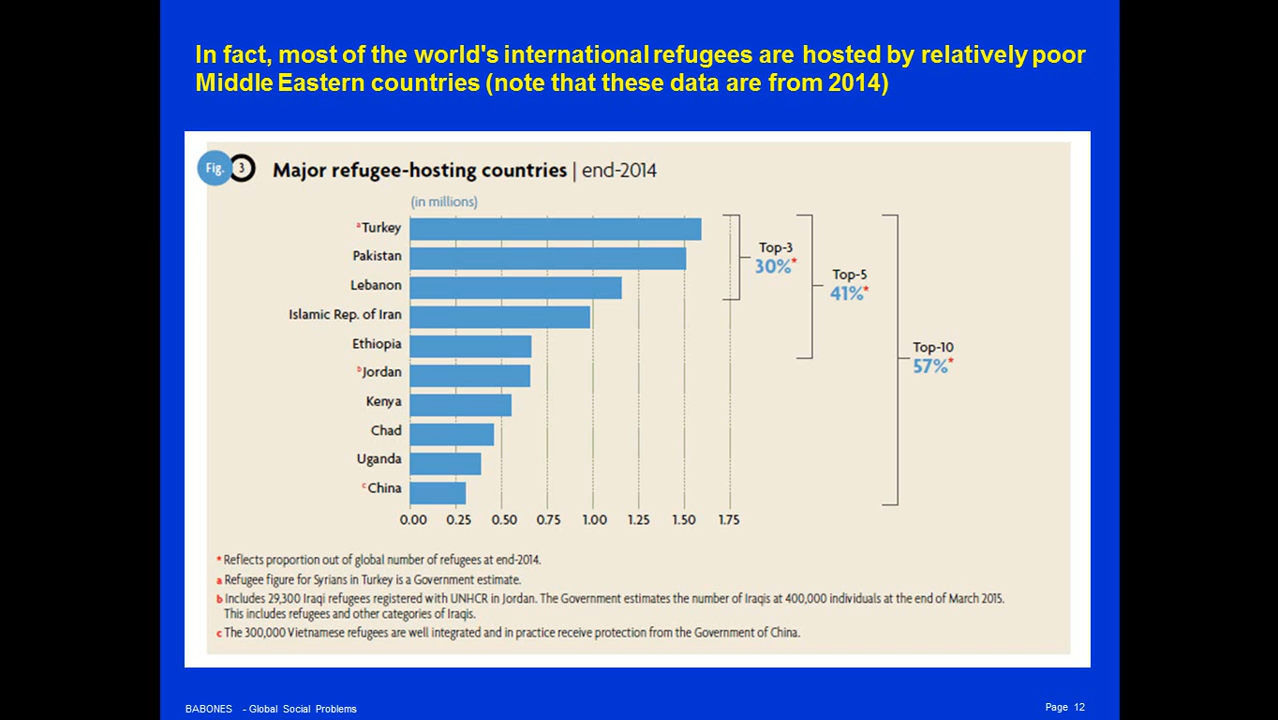 In fact, most of the world's international refugees are hosted by relatively poor
Middle Eastern countries (note that these data are from 2014)
Fig. 3 Major refugee-hosting countries | end-2014
(in millions)
aTurkey
Pakistan
Lebanon
Islamic Rep. of Iran
Ethiopia
bJordan
Kenya
Chad
Uganda
cChina
0.00 0.25 0.50 0.75 1.00 1.25 1.50 1.75
Top-3
30%*
Top-5
41%*
Top-10
57%*
* Reflects proportion out of global number of refugees at end-2014.
a Refugee figure for Syrians in Turkey is a Government estimate.
b Includes 29,300 Iraqi refugees registered with UNHCR in Jordan. The Government estimates the number of Iraqis at 400,000 individuals at the end of March 2015.
This includes refugees and other categories of Iraqis.
c The 300,000 Vietnamese refugees are well integrated and in practice receive protection from the Government of China.
BABONES - Global Social Problems
Page 12